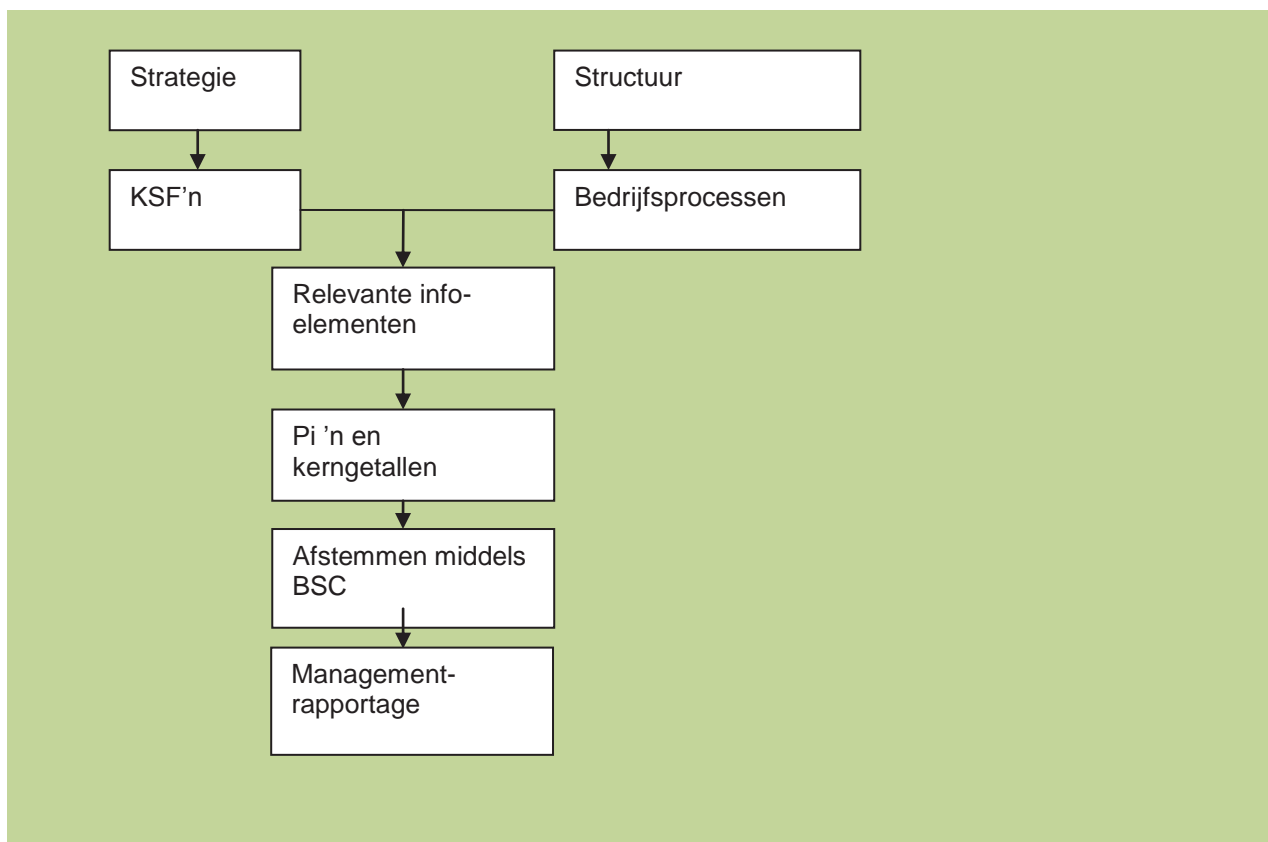 Strategie
Structuur
KSF’n
Bedrijfsprocessen
Relevante info-
elementen
Pi ’n en
kerngetallen
Afstemmen middels
BSC
Management-
rapportage